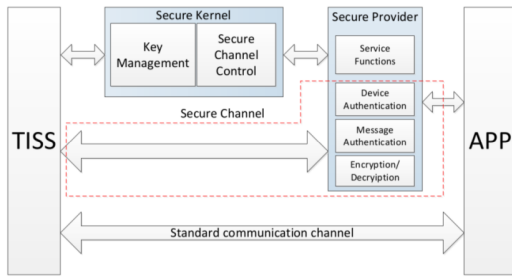 Secure Kernel
Key
Management
Secure
Channel
Control
Secure Provider
Service
Functions
Device
Authentication
Message
Authentication
Encryption/
Decryiption
Secure Channel
TISS
APP
Standard communication channel